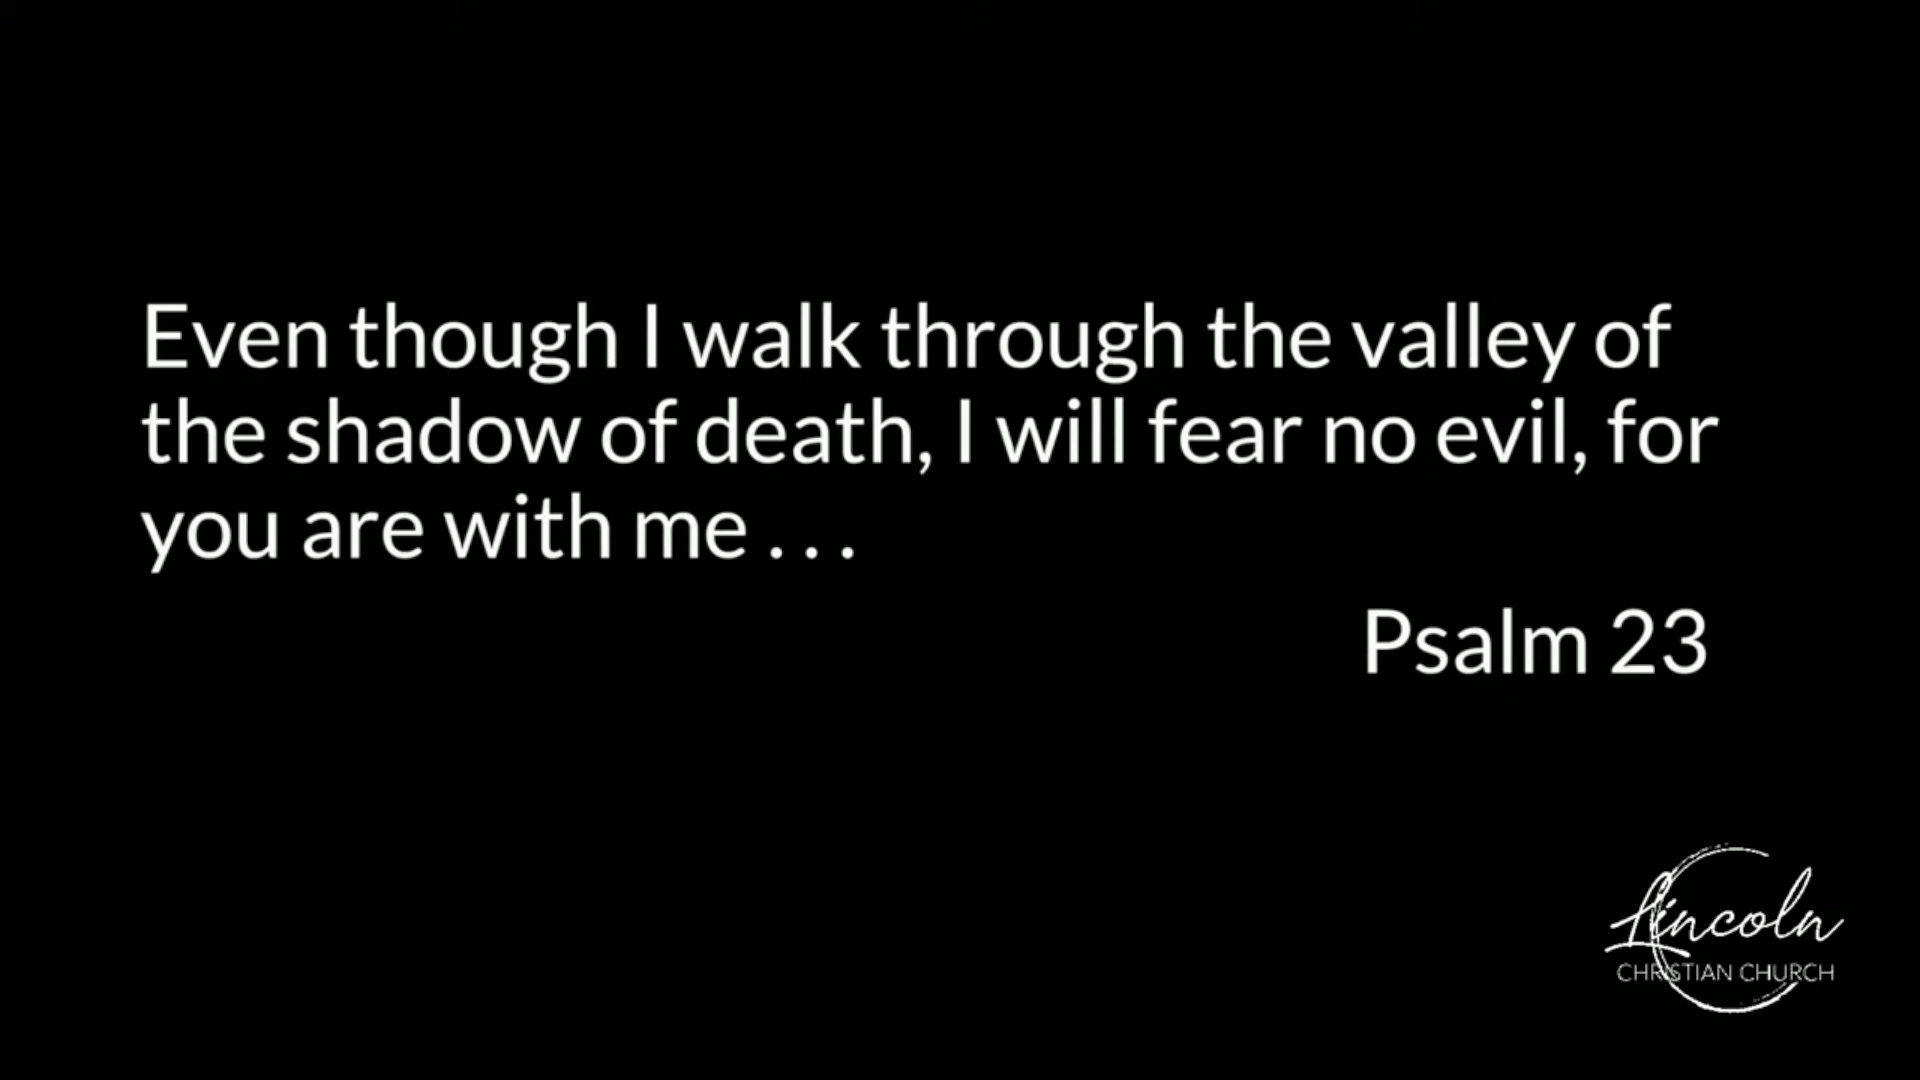 Even though I walk through the valley of
the shadow of death, I will fear no evil, for
you are with me . . .
Psalm 23
Lincoln
CHRISTIAN CHURCH